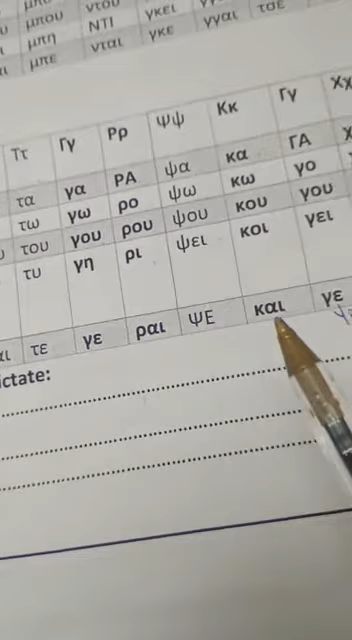 μπου ντου γκει
μπη ΝΤΙ γκε γγαι τσε
μπε νται
Ττ Γγ Ρρ Ψψ Κκ Γγ Χχ
τα γα ΡΑ ψα κα ΓΑ
τω γω ρο ψω κω γο
του γου ρου ψου κου γου
τυ γη ρι ψει κοι γει
τε γε ραι ΨΕ και γε
ictate: